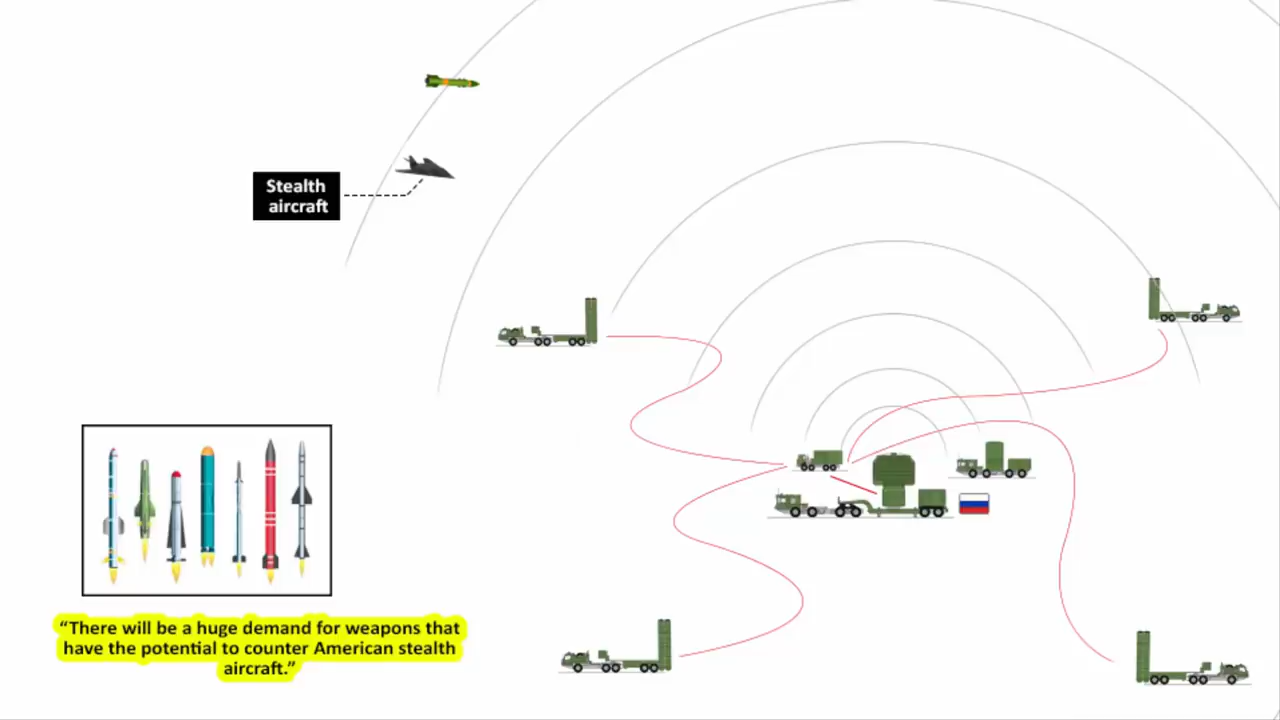 Stealth
aircraft
“There will be a huge demand for weapons that
have the potential to counter American stealth
aircraft.”